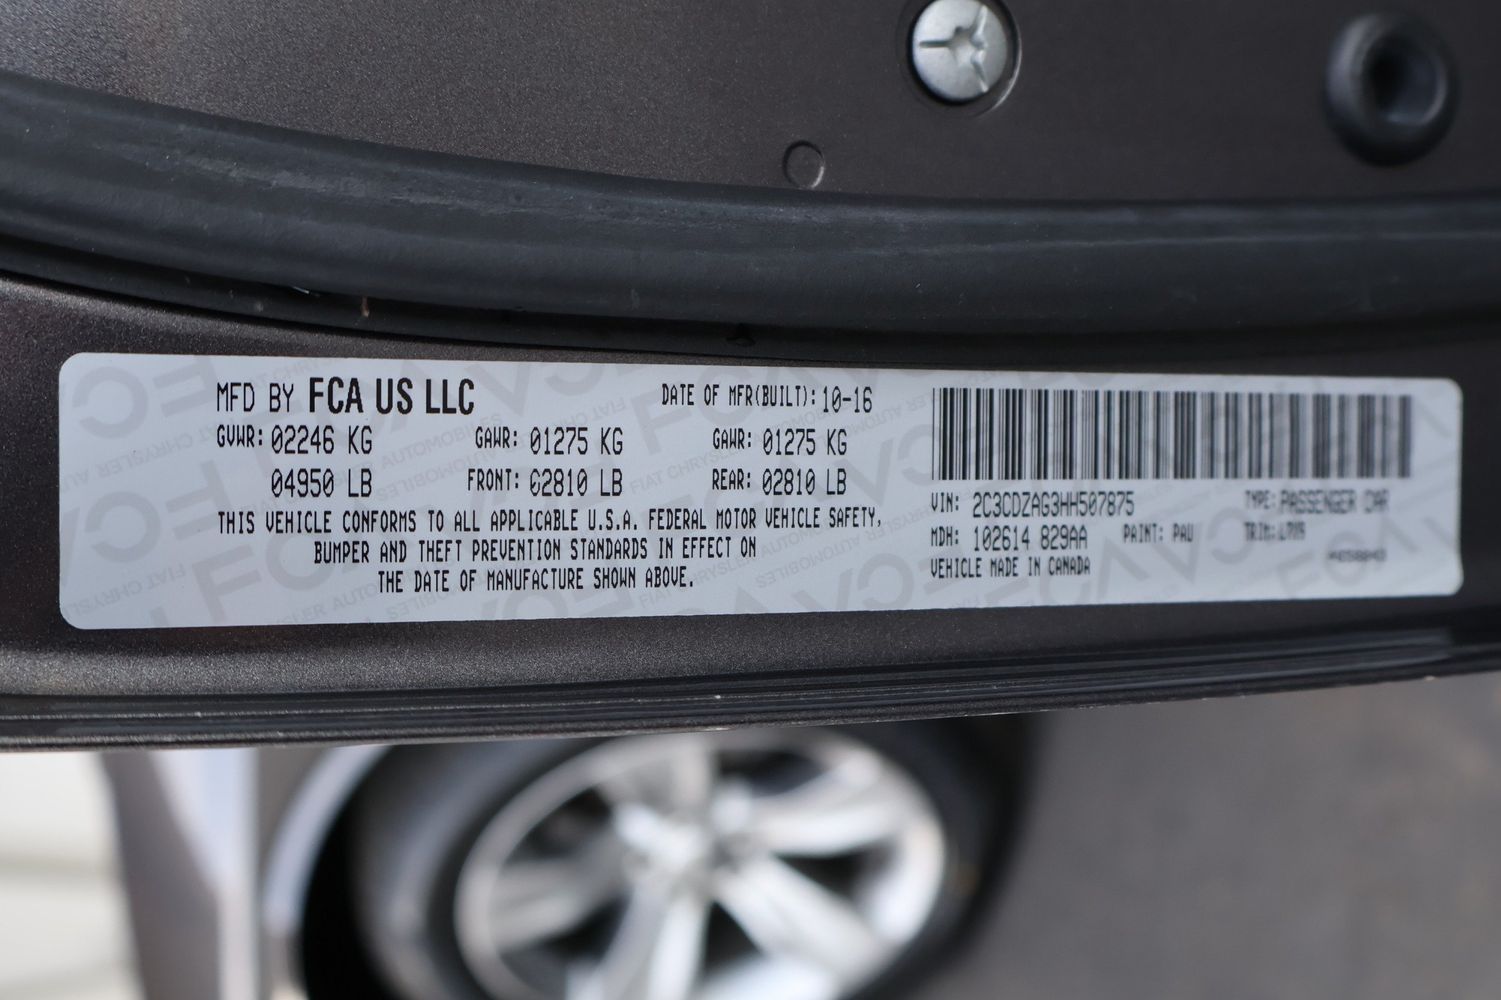 MFD BY FCA US LLC DATE OF MFR(BUILT): 10-16
GVWR: 02246 KG GAWR: 01275 KG GAWR: 01275 KG
04950 LB FRONT: 02810 LB REAR: 02810 LB
THIS VEHICLE CONFORMS TO ALL APPLICABLE U.S.A. FEDERAL MOTOR VEHICLE SAFETY,
BUMPER AND THEFT PREVENTION STANDARDS IN EFFECT ON
THE DATE OF MANUFACTURE SHOWN ABOVE.
VIN: 2C3CDZAG3HH507875 TYPE: PASSENGER CAR
MDH: 102614 829AA PAINT: PAU TRIM:
VEHICLE MADE IN CANADA